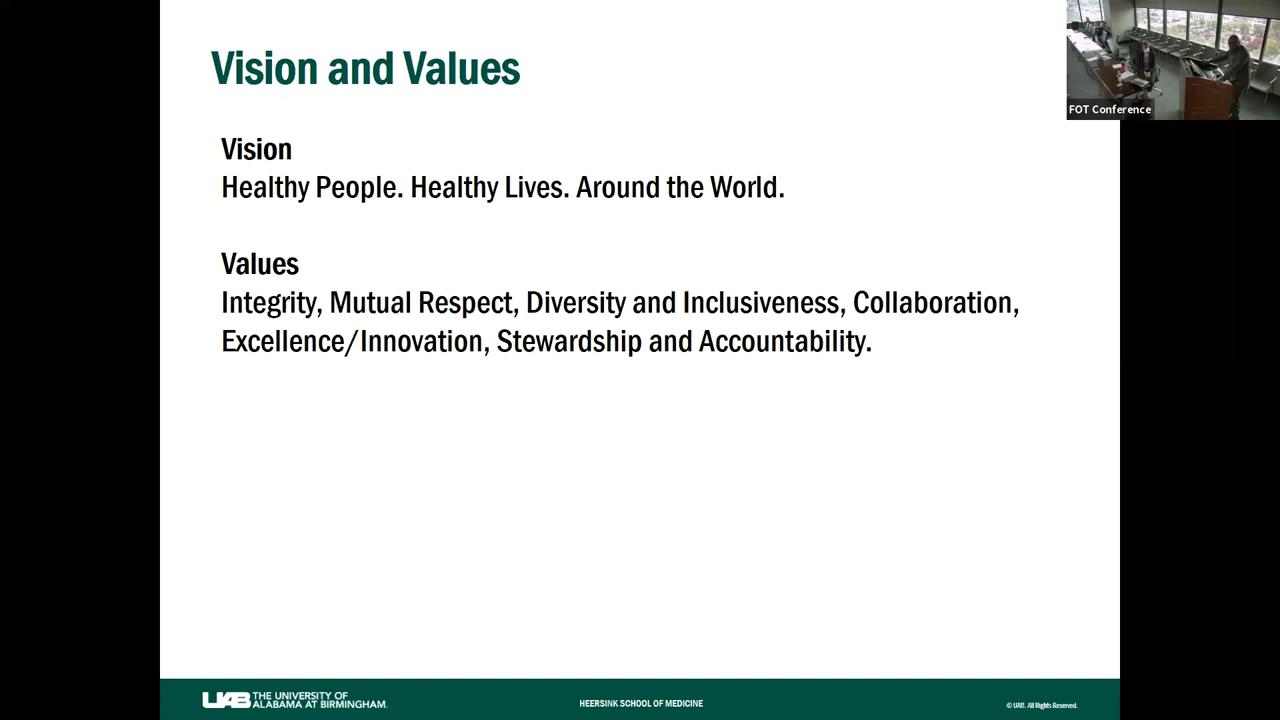 Vision and Values
FOT Conference
Vision
Healthy People. Healthy Lives. Around the World.
Values
Integrity, Mutual Respect, Diversity and Inclusiveness, Collaboration,
Excellence/Innovation, Stewardship and Accountability.
UAB THE UNIVERSITY OF
ALABAMA AT BIRMINGHAM.
HEERSINK SCHOOL OF MEDICINE
© UAB. All Rights Reserved.